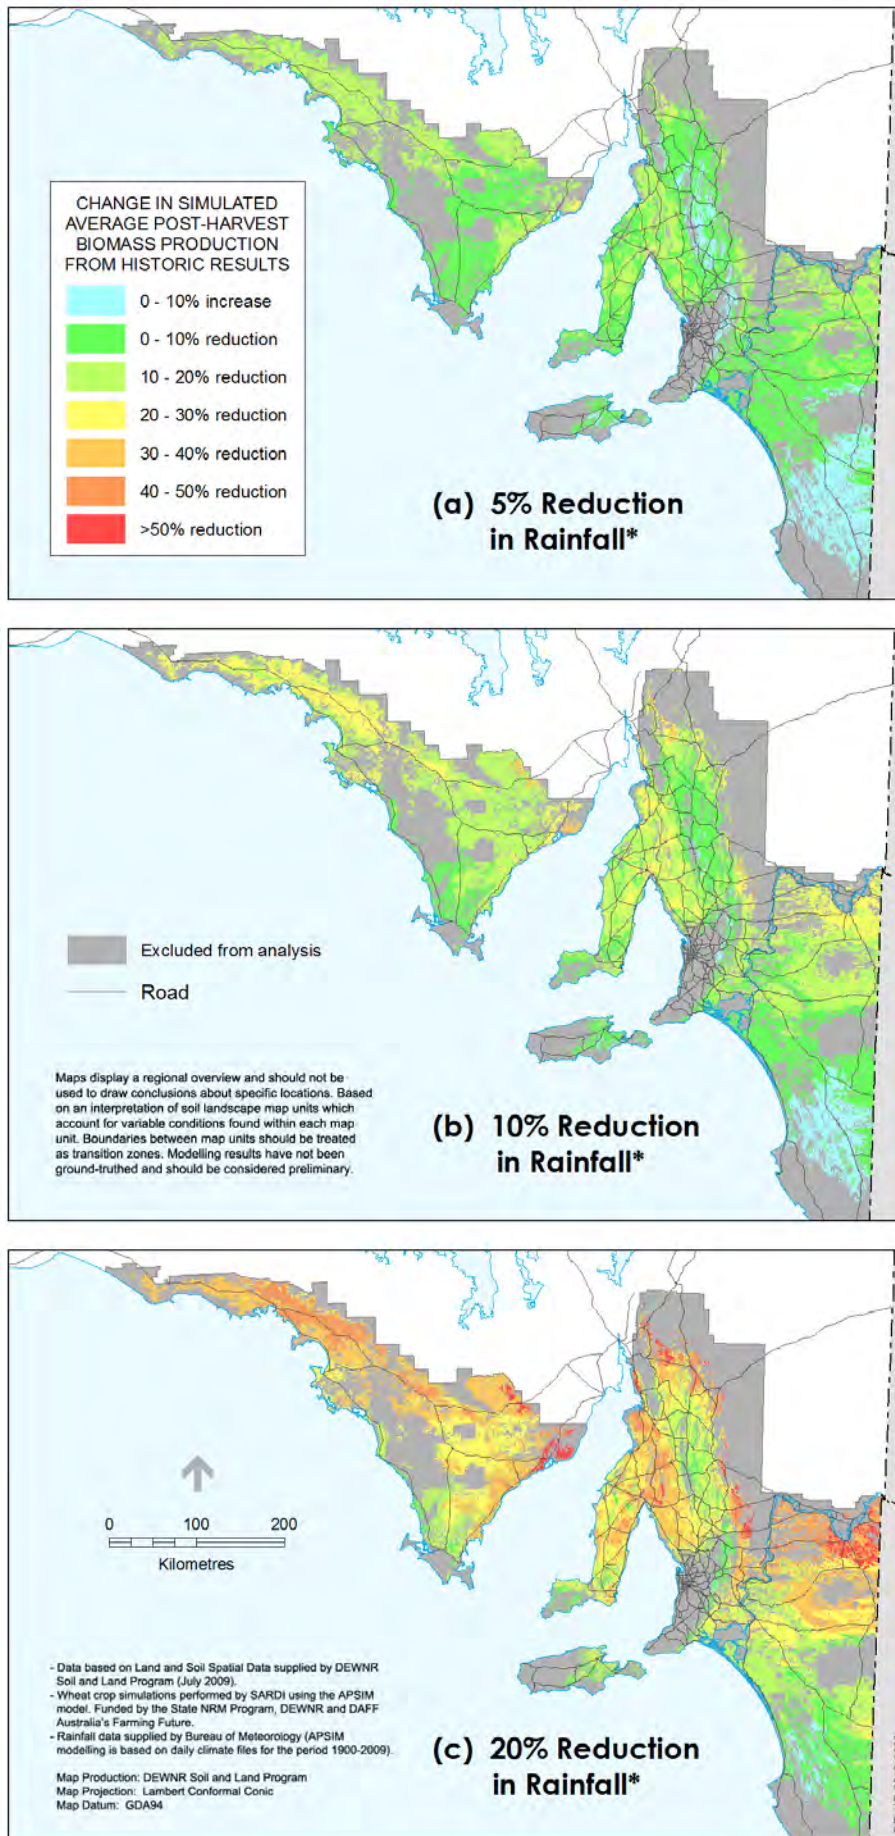 CHANGE IN SIMULATED
AVERAGE POST-HARVEST
BIOMASS PRODUCTION
FROM HISTORIC RESULTS
0 - 10% increase
0 - 10% reduction
10 - 20% reduction
20 - 30% reduction
30 - 40% reduction
40 - 50% reduction
>50% reduction
(a) 5% Reduction
in Rainfall*
Excluded from analysis
Road
Maps display a regional overview and should not be
used to draw conclusions about specific locations. Based
on an interpretation of soil landscape map units which
account for variable conditions found within each map
unit. Boundaries between map units should be treated
as transition zones. Modelling results have not been
ground-truthed and should be considered preliminary.
(b) 10% Reduction
in Rainfall*
0 100 200
Kilometres
- Data based on Land and Soil Spatial Data supplied by DEWNR
Soil and Land Program (July 2009).
- Wheat crop simulations performed by SARDI using the APSIM
model. Funded by the State NRM Program, DEWNR and DAFF
Australia's Farming Future.
- Rainfall data supplied by Bureau of Meteorology (APSIM
modelling is based on daily climate files for the period 1900-2009).
Map Production: DEWNR Soil and Land Program
Map Projection: Lambert Conformal Conic
Map Datum: GDA94
(c) 20% Reduction
in Rainfall*